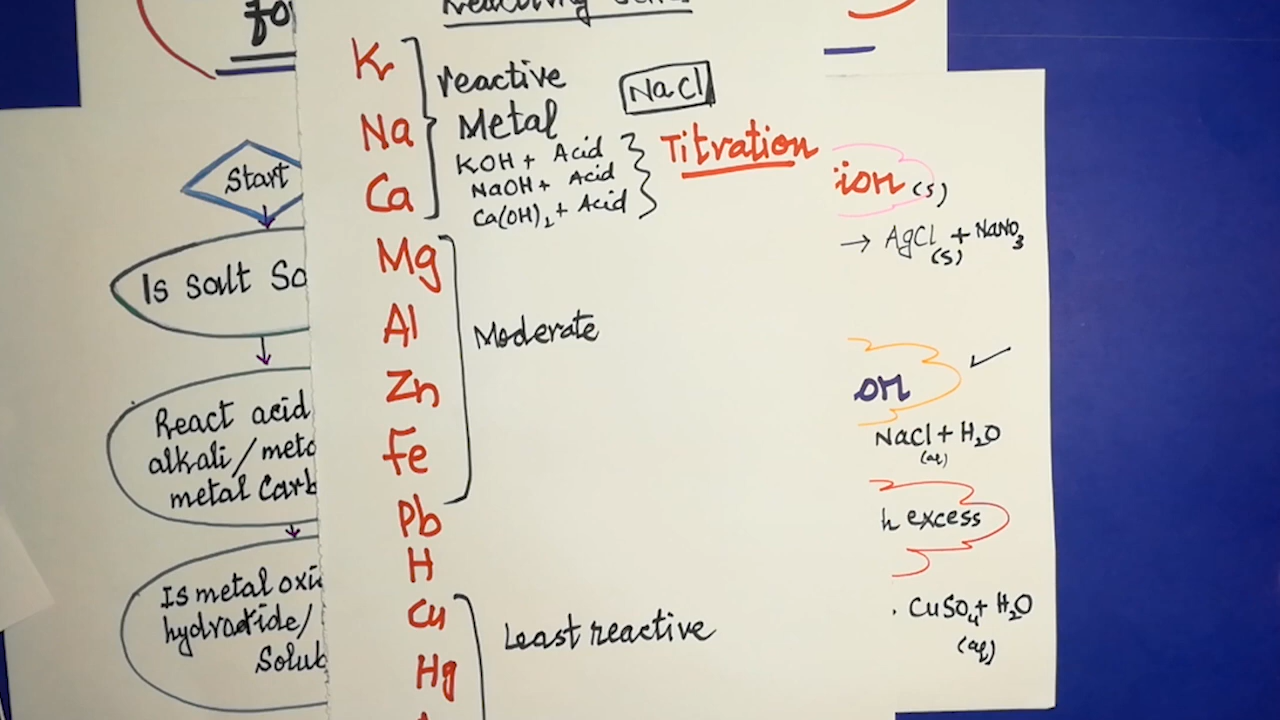 for
K
Na
Ca
reactive
Metal
NaCl
KOH + Acid
NaOH + Acid
Ca(OH)₂ + Acid
Titration
Mg
Al
Zn
Fe
Moderate
Pb
H
Cu
Hg
Least reactive
Start
Is salt So
React acid
alkali / meta
metal Carb
Is metal oxi
hydroxide /
Solub
ion (s)
→ AgCl (s) + NaNO₃
on
NaCl + H₂O
(aq)
h excess
CuSO₄ + H₂O
(aq)